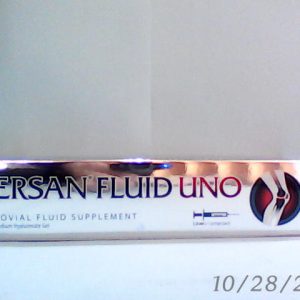 ERSAN® FLUID UNO
OVIAL FLUID SUPPLEMENT
dium Hyaluronate Gel
10/28/2